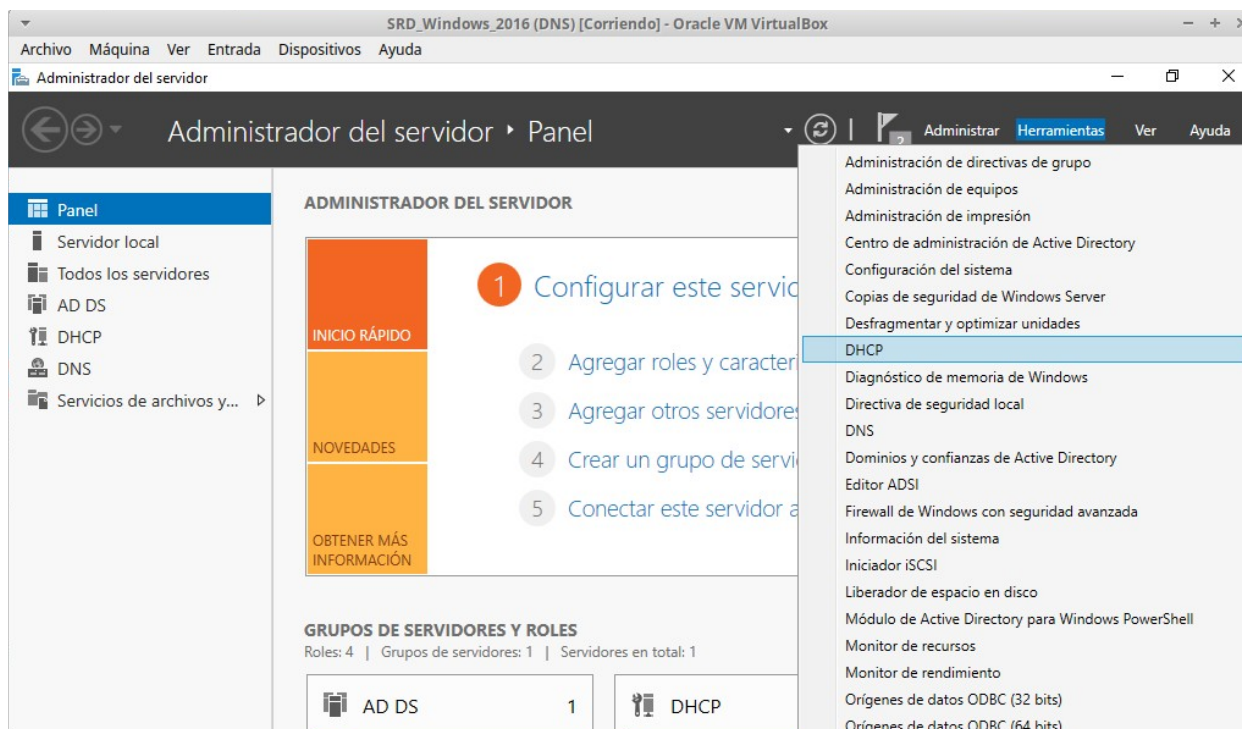 SRD_Windows_2016 (DNS) [Corriendo] - Oracle VM VirtualBox
Archivo Máquina Ver Entrada Dispositivos Ayuda
Administrador del servidor
Administrador del servidor ‣ Panel
2
Administrar Herramientas Ver Ayuda
Panel
Servidor local
Todos los servidores
AD DS
DHCP
DNS
Servicios de archivos y...
ADMINISTRADOR DEL SERVIDOR
INICIO RÁPIDO
NOVEDADES
OBTENER MÁS
INFORMACIÓN
1 Configurar este servic
2 Agregar roles y caracterí
3 Agregar otros servidores
4 Crear un grupo de servi
5 Conectar este servidor a
GRUPOS DE SERVIDORES Y ROLES
Roles: 4 | Grupos de servidores: 1 | Servidores en total: 1
AD DS 1
DHCP
Administración de directivas de grupo
Administración de equipos
Administración de impresión
Centro de administración de Active Directory
Configuración del sistema
Copias de seguridad de Windows Server
Desfragmentar y optimizar unidades
DHCP
Diagnóstico de memoria de Windows
Directiva de seguridad local
DNS
Dominios y confianzas de Active Directory
Editor ADSI
Firewall de Windows con seguridad avanzada
Información del sistema
Iniciador iSCSI
Liberador de espacio en disco
Módulo de Active Directory para Windows PowerShell
Monitor de recursos
Monitor de rendimiento
Orígenes de datos ODBC (32 bits)
Orígenes de datos ODBC (64 bits)